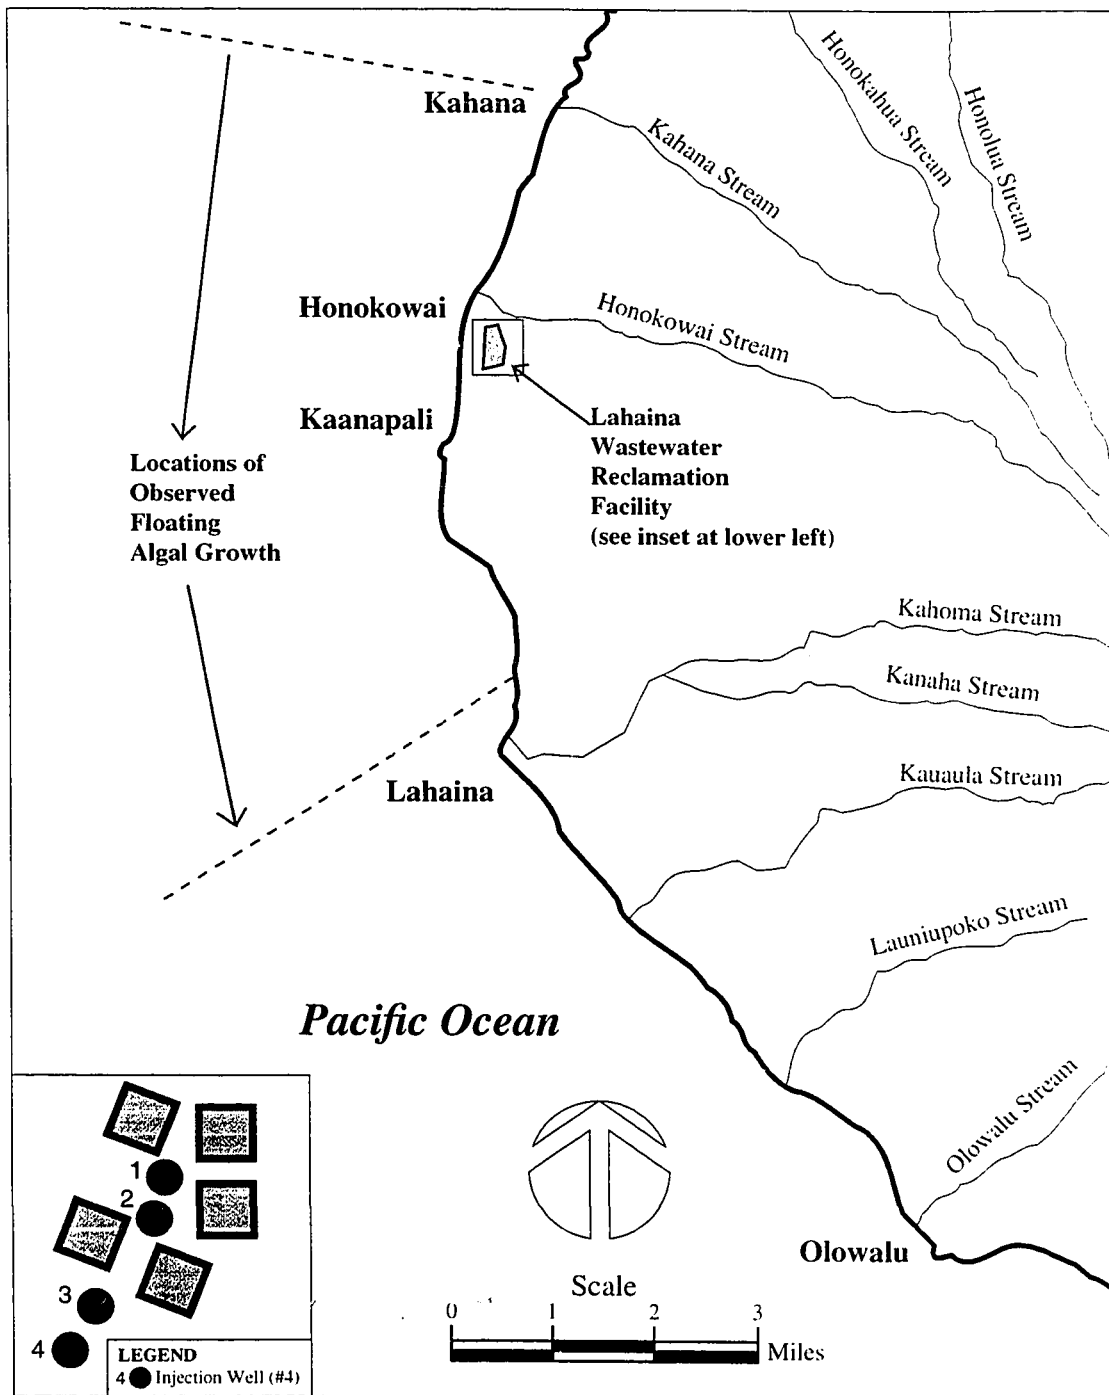 Kahana
Kahana Stream
Honokahua Stream
Honolua Stream
Honokowai
Honokowai Stream
Kaanapali
Lahaina
Wastewater
Reclamation
Facility
(see inset at lower left)
Locations of
Observed
Floating
Algal Growth
Kahoma Stream
Kanaha Stream
Kauaula Stream
Lahaina
Launiupoko Stream
Pacific Ocean
Olowalu Stream
Olowalu
1
2
3
4
LEGEND
4 Injection Well (#4)
Scale
0 1 2 3
Miles